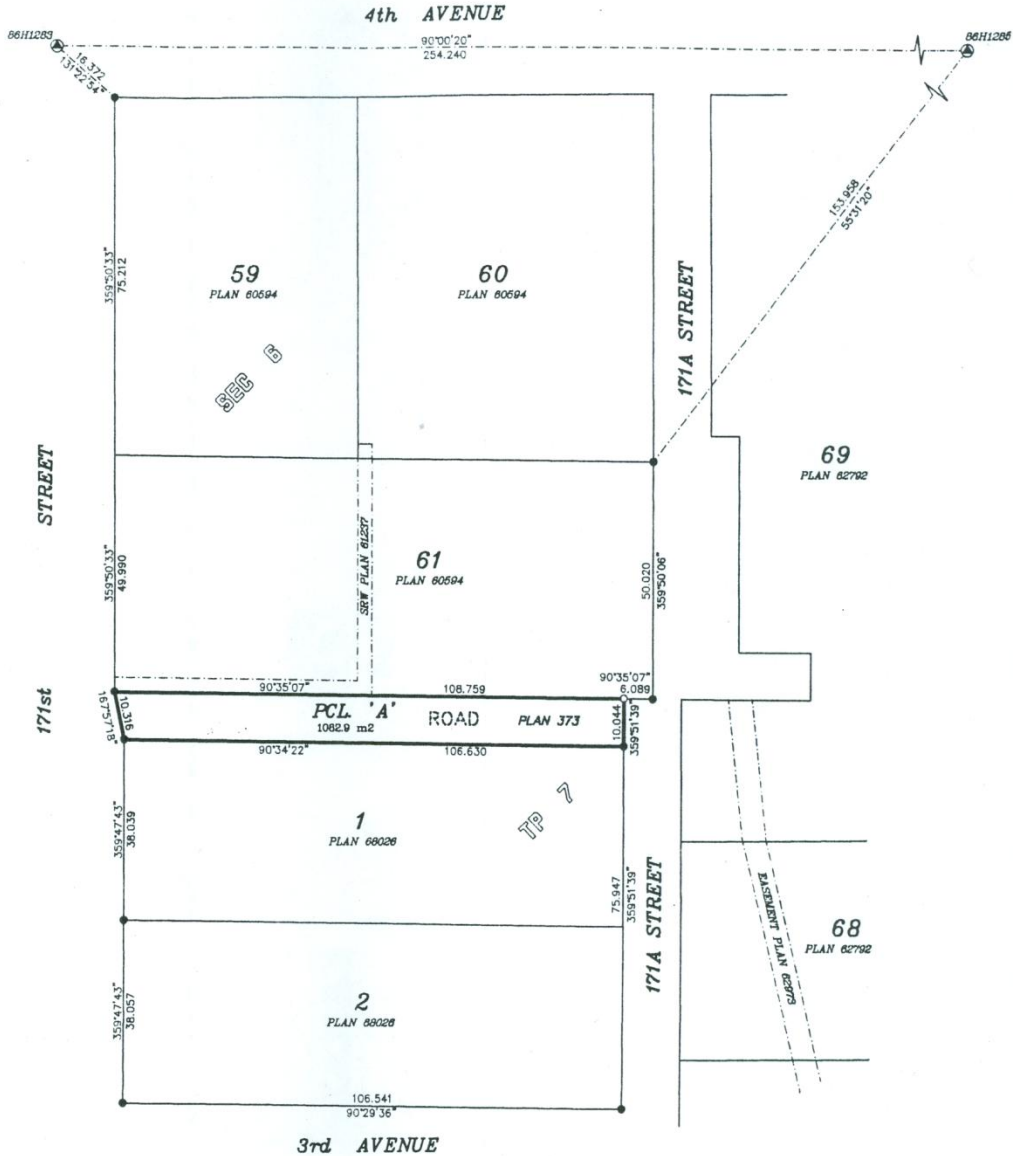 4th AVENUE
86H1283
90°00'20"
254.240
86H1285
16.372
131°22'54"
153.958
55°31'20"
359°50'33"
75.212
59
PLAN 60594
60
PLAN 60594
171A STREET
SEC 6
69
PLAN 62792
171st STREET
359°50'33"
49.990
SRW PLAN 61237
61
PLAN 60594
50.020
359°50'06"
90°35'07"
108.759
90°35'07"
6.089
167°57'18"
10.316
PCL. 'A'
1062.9 m2
ROAD
PLAN 373
10.044
359°51'39"
90°34'22"
106.630
TP 7
359°47'43"
38.039
1
PLAN 68026
75.947
359°51'39"
171A STREET
EASEMENT PLAN 62973
68
PLAN 62792
359°47'43"
38.057
2
PLAN 68026
106.541
90°29'36"
3rd AVENUE